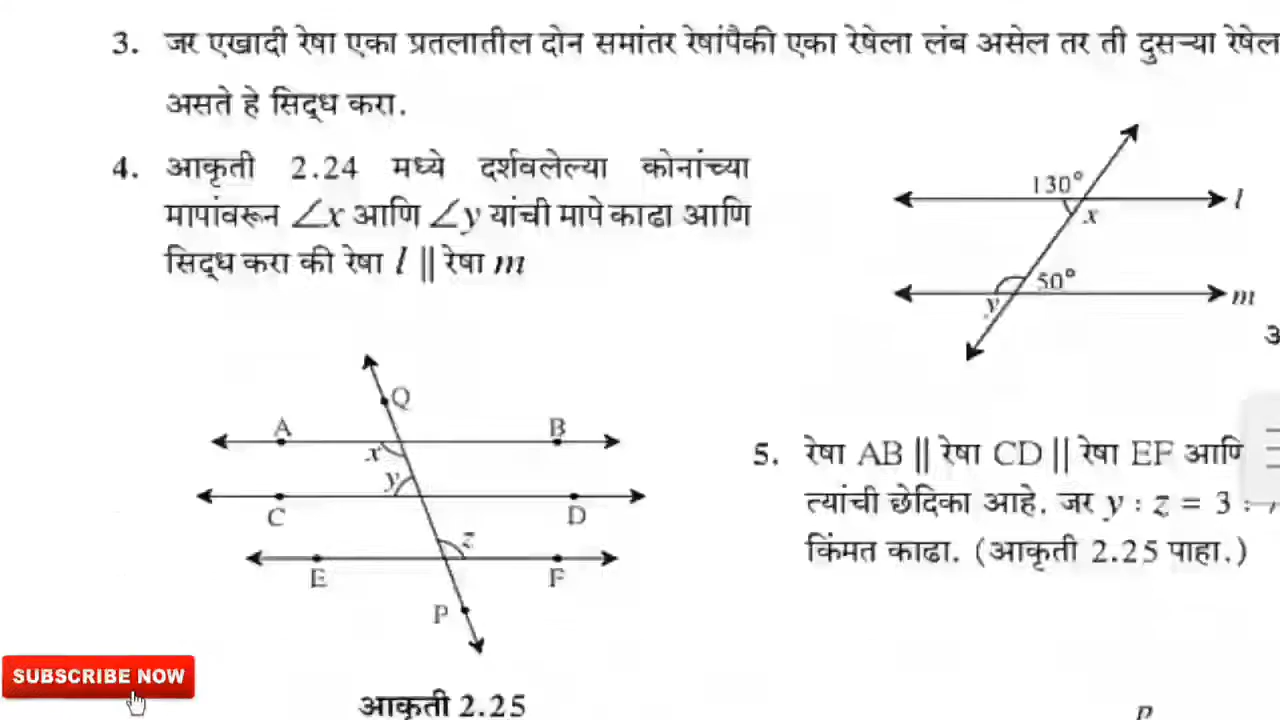 3. जर एखादी रेषा एका प्रतलातील दोन समांतर रेषांपैकी एका रेषेला लंब असेल तर ती दुसऱ्या रेषेल
असते हे सिद्ध करा.
4. आकृती 2.24 मध्ये दर्शवलेल्या कोनांच्या
मापांवरून ∠x आणि ∠y यांची मापे काढा आणि
सिद्ध करा की रेषा l || रेषा m
130°
l
x
50°
y
m
Q
A
B
x
y
C
D
z
E
F
P
आकृती 2.25
5. रेषा AB || रेषा CD || रेषा EF आणि
त्यांची छेदिका आहे. जर y : z = 3 :
किंमत काढा. (आकृती 2.25 पाहा.)
SUBSCRIBE NOW